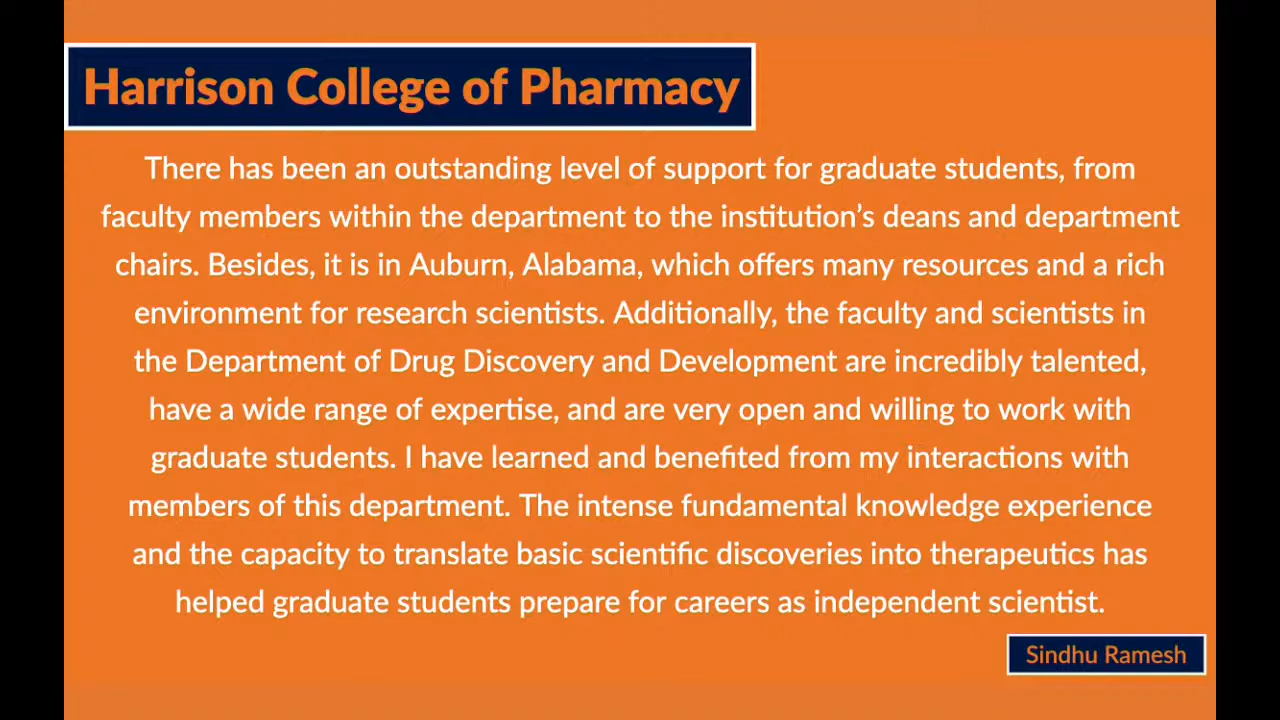 Harrison College of Pharmacy
There has been an outstanding level of support for graduate students, from
faculty members within the department to the institution’s deans and department
chairs. Besides, it is in Auburn, Alabama, which offers many resources and a rich
environment for research scientists. Additionally, the faculty and scientists in
the Department of Drug Discovery and Development are incredibly talented,
have a wide range of expertise, and are very open and willing to work with
graduate students. I have learned and benefited from my interactions with
members of this department. The intense fundamental knowledge experience
and the capacity to translate basic scientific discoveries into therapeutics has
helped graduate students prepare for careers as independent scientist.
Sindhu Ramesh